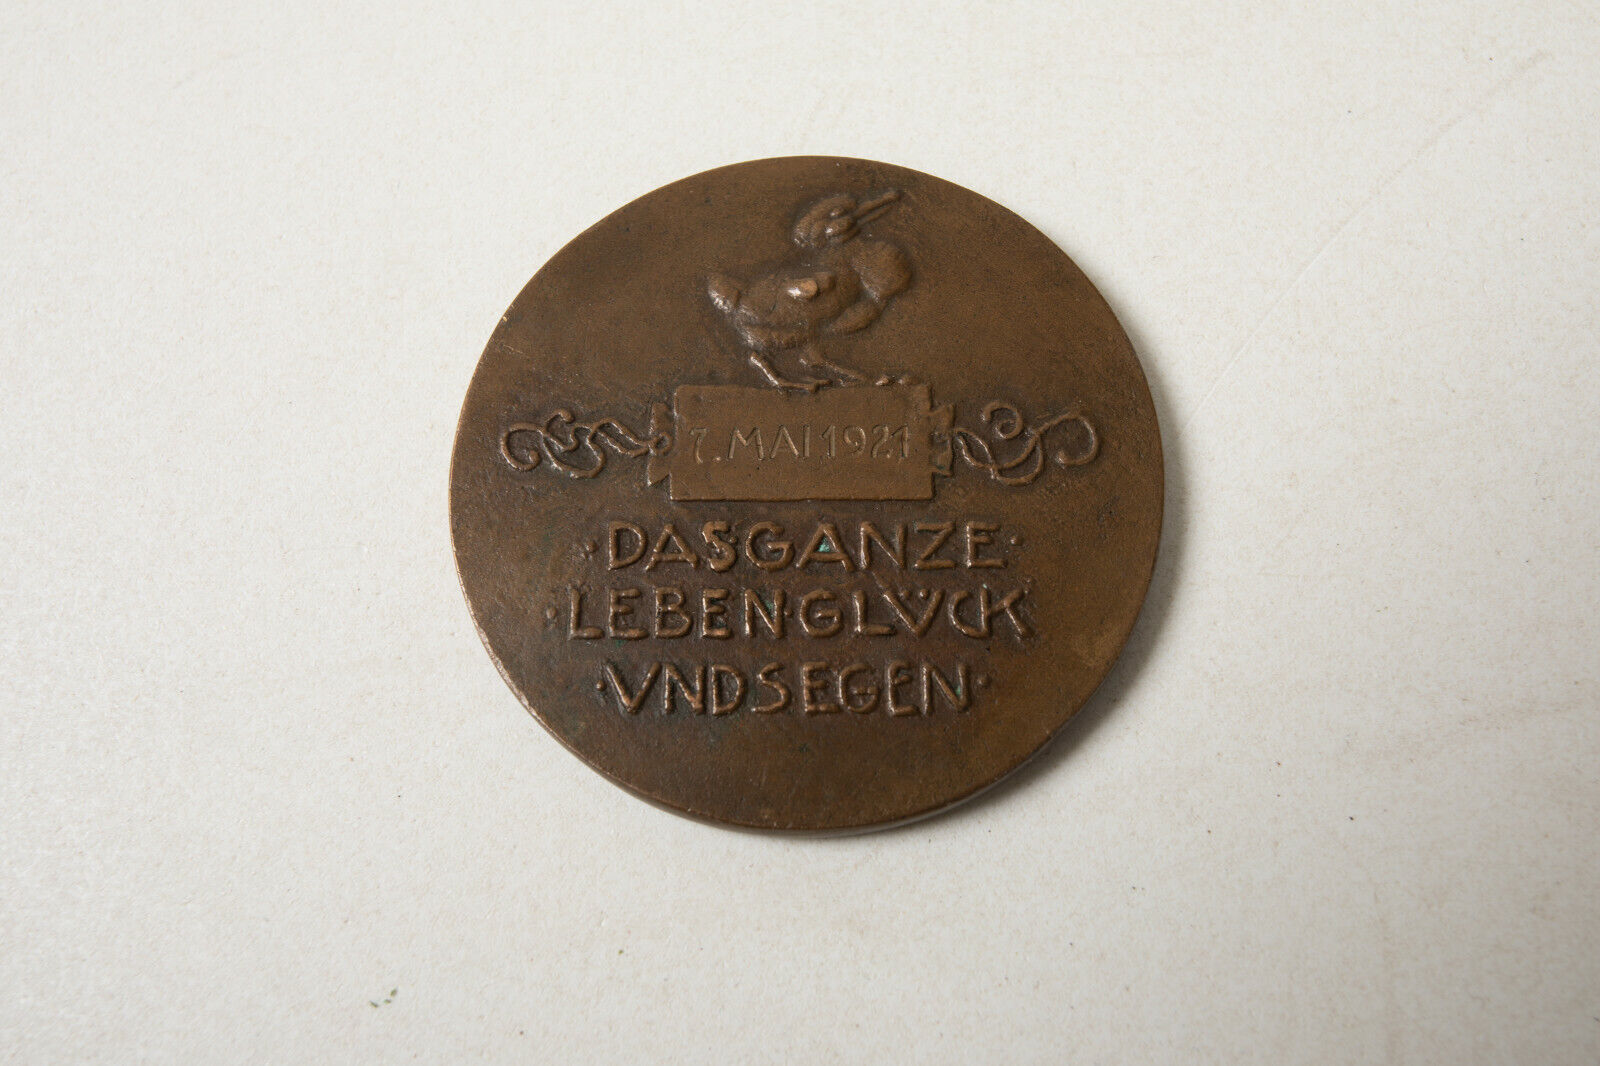 7. MAI 1921
·DAS GANZE·
·LEBEN GLVCK
·VND SEGEN·